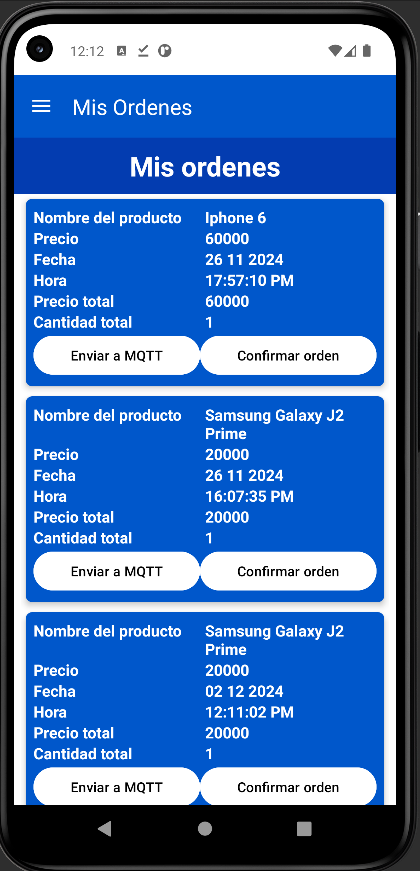 12:12
Mis Ordenes
Mis ordenes
Nombre del producto Iphone 6
Precio 60000
Fecha 26 11 2024
Hora 17:57:10 PM
Precio total 60000
Cantidad total 1
Enviar a MQTT Confirmar orden
Nombre del producto Samsung Galaxy J2
Prime
Precio 20000
Fecha 26 11 2024
Hora 16:07:35 PM
Precio total 20000
Cantidad total 1
Enviar a MQTT Confirmar orden
Nombre del producto Samsung Galaxy J2
Prime
Precio 20000
Fecha 02 12 2024
Hora 12:11:02 PM
Precio total 20000
Cantidad total 1
Enviar a MQTT Confirmar orden